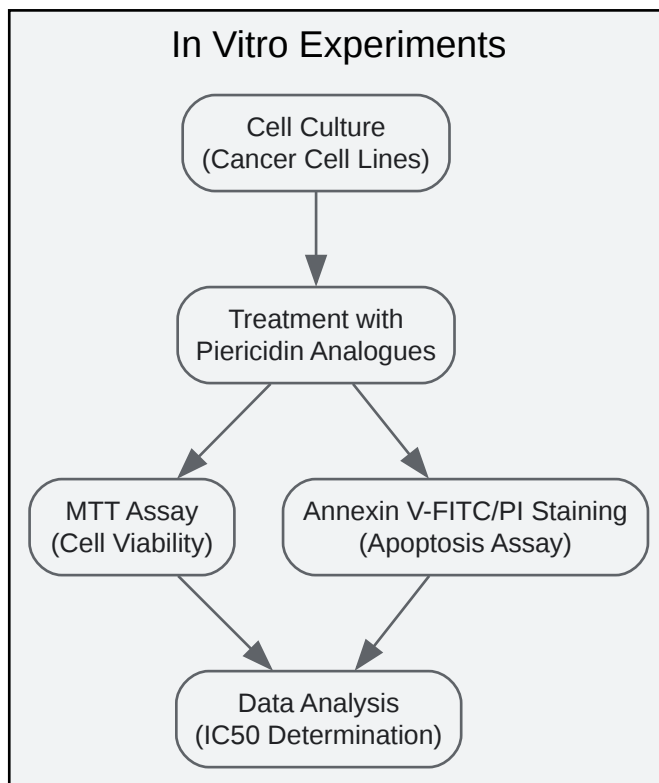 In Vitro Experiments
Cell Culture
(Cancer Cell Lines)
Treatment with
Piericidin Analogues
MTT Assay
(Cell Viability)
Annexin V-FITC/PI Staining
(Apoptosis Assay)
Data Analysis
(IC50 Determination)